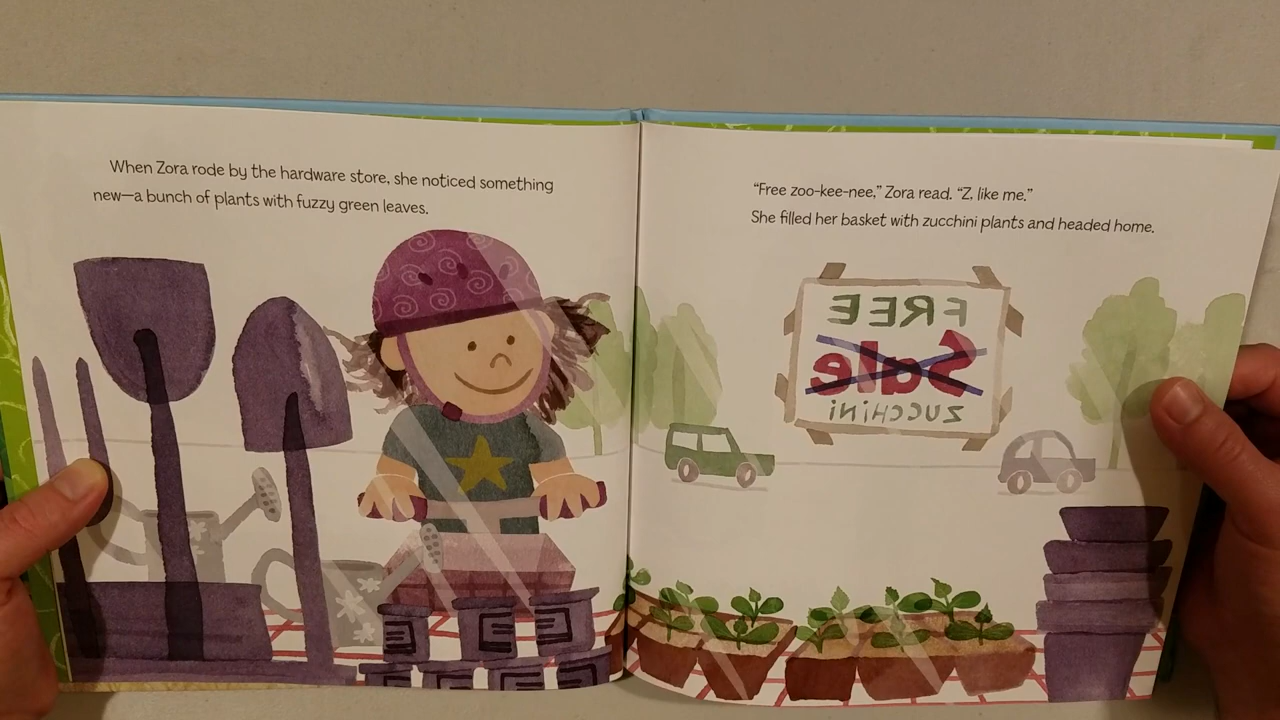 When Zora rode by the hardware store, she noticed something
new—a bunch of plants with fuzzy green leaves.
“Free zoo-kee-nee,” Zora read. “Z, like me.”
She filled her basket with zucchini plants and headed home.
FREE
Sale
ZUCCHINI